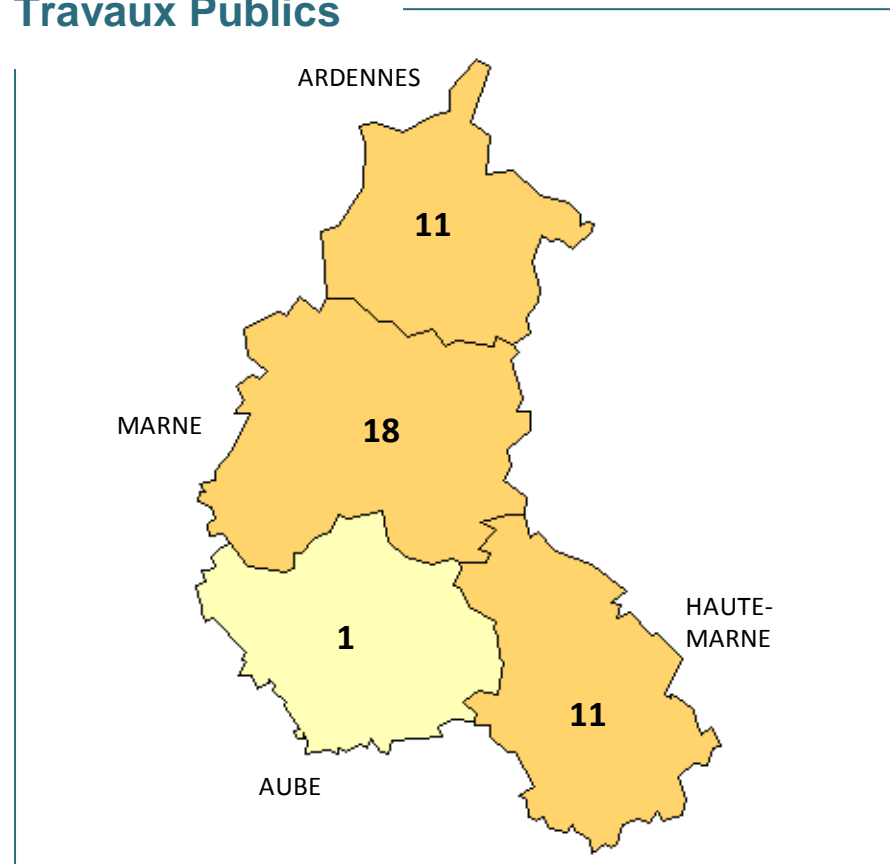 Travaux Publics
ARDENNES
11
MARNE
18
HAUTE-
MARNE
1
11
AUBE